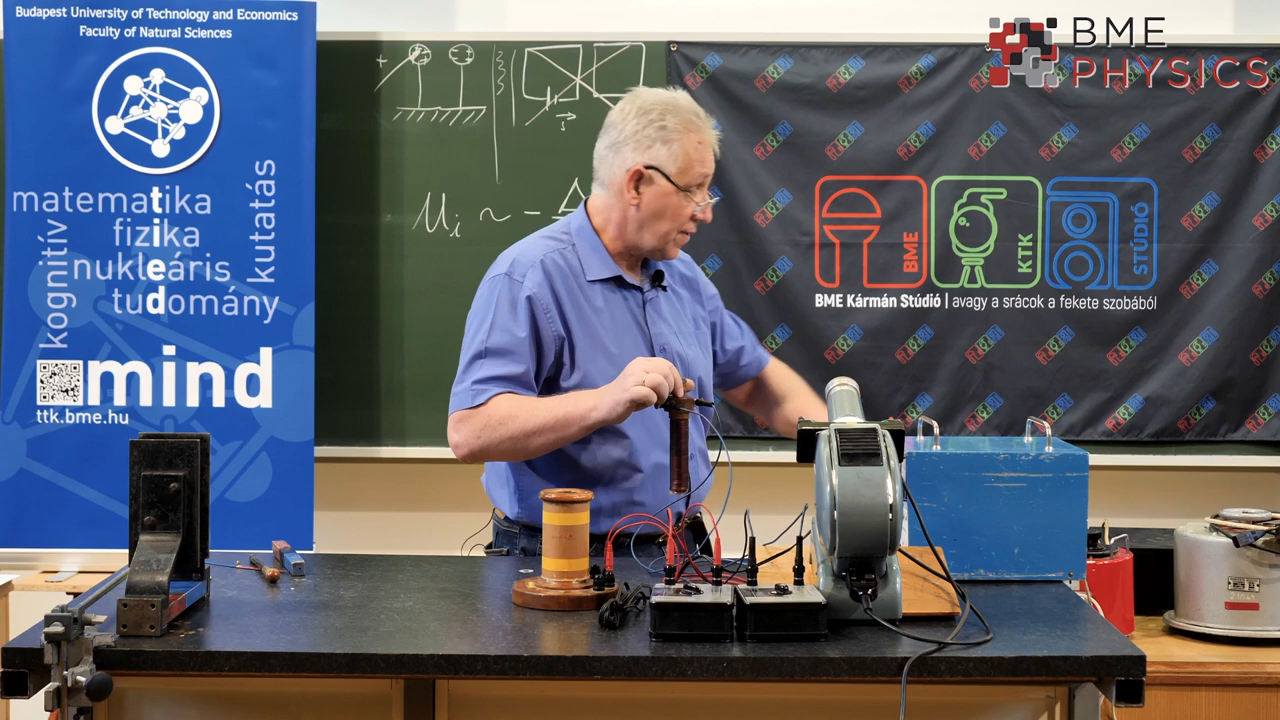 Budapest University of Technology and Economics
Faculty of Natural Sciences
matematika
fizika
nukleáris
tudomány
kognitív
kutatás
mind
ttk.bme.hu
+
U_i ~ -
BME
PHYSICS
BME
KTK
STÚDIÓ
BME Kármán Stúdió | avagy a srácok a fekete szobából